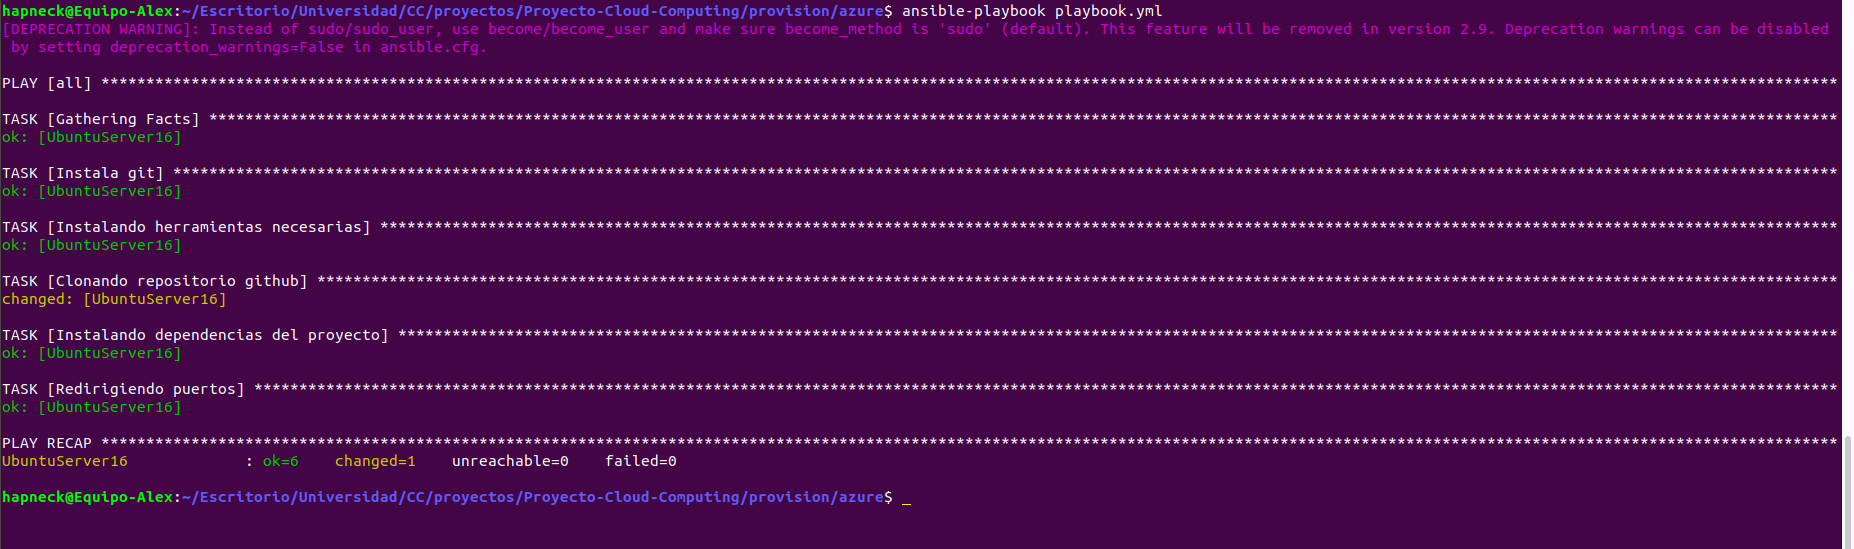 hapneck@Equipo-Alex:~/Escritorio/Universidad/CC/proyectos/Proyecto-Cloud-Computing/provision/azure$ ansible-playbook playbook.yml
[DEPRECATION WARNING]: Instead of sudo/sudo_user, use become/become_user and make sure become_method is 'sudo' (default). This feature will be removed in version 2.9. Deprecation warnings can be disabled
by setting deprecation_warnings=False in ansible.cfg.
PLAY [all] *************************************************************************************************************************************************************************************************
TASK [Gathering Facts] *************************************************************************************************************************************************************************************
ok: [UbuntuServer16]
TASK [Instala git] *****************************************************************************************************************************************************************************************
ok: [UbuntuServer16]
TASK [Instalando herramientas necesarias] ******************************************************************************************************************************************************************
ok: [UbuntuServer16]
TASK [Clonando repositorio github] *************************************************************************************************************************************************************************
changed: [UbuntuServer16]
TASK [Instalando dependencias del proyecto] ****************************************************************************************************************************************************************
ok: [UbuntuServer16]
TASK [Redirigiendo puertos] ********************************************************************************************************************************************************************************
ok: [UbuntuServer16]
PLAY RECAP *************************************************************************************************************************************************************************************************
UbuntuServer16             : ok=6    changed=1    unreachable=0    failed=0
hapneck@Equipo-Alex:~/Escritorio/Universidad/CC/proyectos/Proyecto-Cloud-Computing/provision/azure$ _